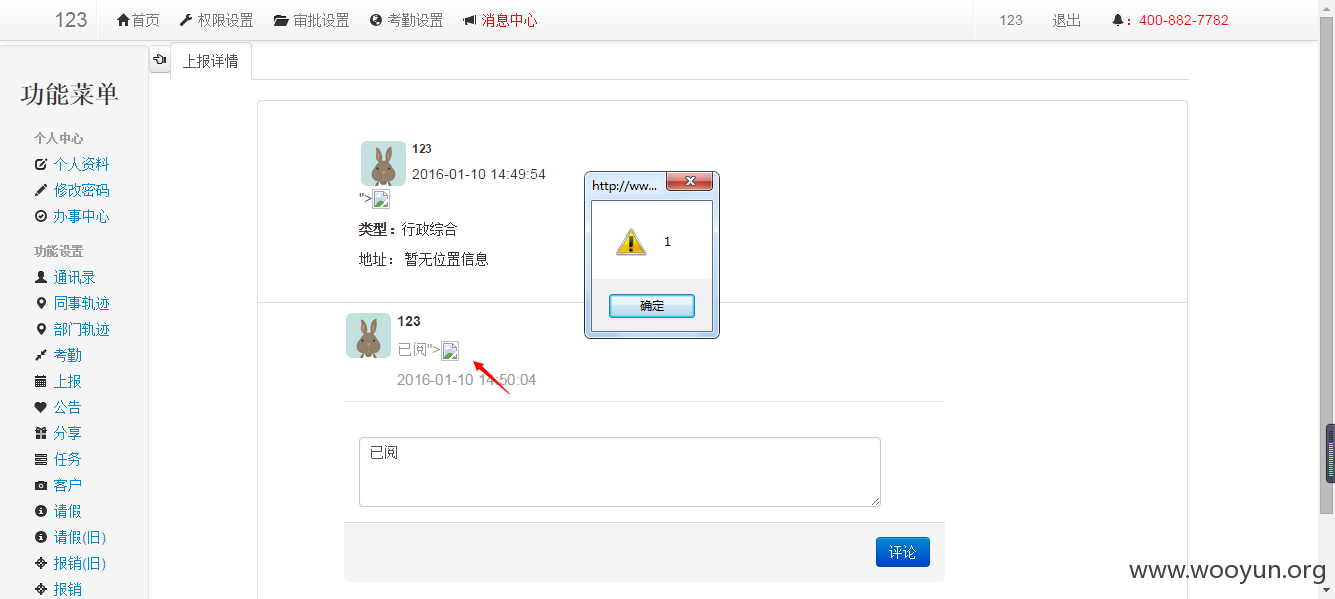 123 首页 权限设置 审批设置 考勤设置 消息中心 123 退出 ：400-882-7782
上报详情
功能菜单
个人中心
个人资料
修改密码
办事中心
功能设置
通讯录
同事轨迹
部门轨迹
考勤
上报
公告
分享
任务
客户
请假
请假(旧)
报销(旧)
报销
123
2016-01-10 14:49:54
">
类型：行政综合
地址： 暂无位置信息
http://ww...
1
确定
123
已阅">
2016-01-10 14:50:04
已阅
评论
www.wooyun.org